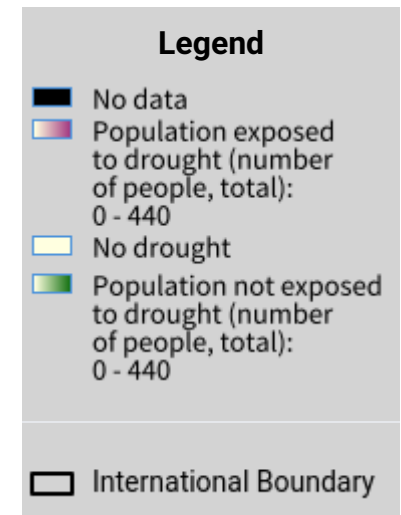 Legend
No data
Population exposed
to drought (number
of people, total):
0 - 440
No drought
Population not exposed
to drought (number
of people, total):
0 - 440
International Boundary